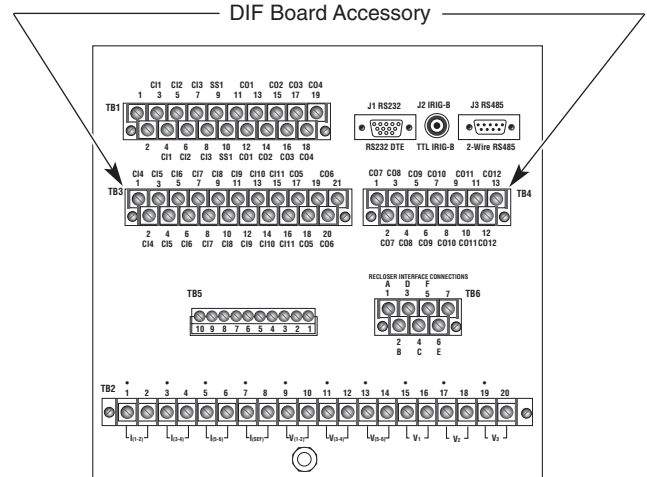 DIF Board Accessory
CI1 CI2 CI3 SS1 CO1 CO2 CO3 CO4
1 3 5 7 9 11 13 15 17 19
TB1
2 4 6 8 10 12 14 16 18
CI1 CI2 CI3 SS1 CO1 CO2 CO3 CO4
J1 RS232 J2 IRIG-B J3 RS485
RS232 DTE TTL IRIG-B 2-Wire RS485
CI4 CI5 CI6 CI7 CI8 CI9 CI10 CI11 CO5 CO6
1 3 5 7 9 11 13 15 17 19 21
TB3
2 4 6 8 10 12 14 16 18 20
CI4 CI5 CI6 CI7 CI8 CI9 CI10 CI11 CO5 CO6
CO7 CO8 CO9 CO10 CO11 CO12
1 3 5 7 9 11 13
TB4
2 4 6 8 10 12
CO7 CO8 CO9 CO10 CO11 CO12
TB5
10 9 8 7 6 5 4 3 2 1
RECLOSER INTERFACE CONNECTIONS
A D F
1 3 5 7
TB6
2 4 6
B C E
TB2
1 2 3 4 5 6 7 8 9 10 11 12 13 14 15 16 17 18 19 20
I(1-2) I(3-4) I(5-6) I(SEF) V(1-2) V(3-4) V(5-6) V1 V2 V3